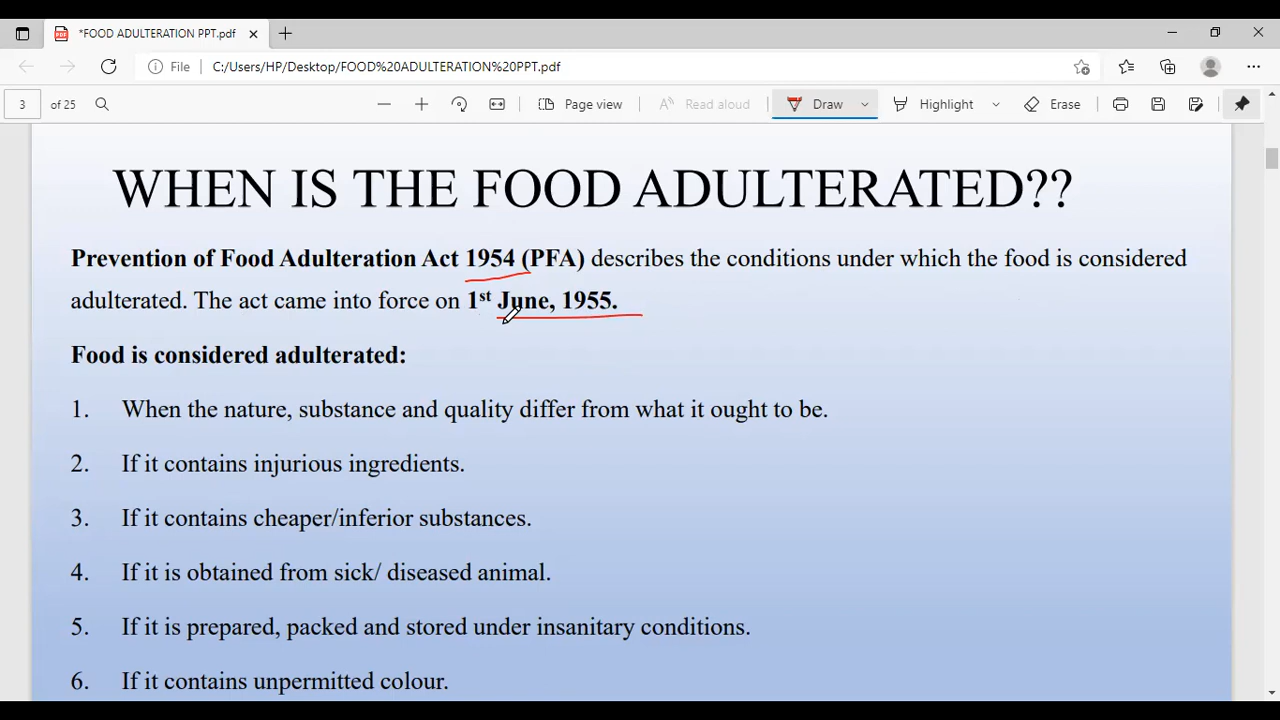 *FOOD ADULTERATION PPT.pdf
File C:/Users/HP/Desktop/FOOD%20ADULTERATION%20PPT.pdf
3 of 25 Page view Read aloud Draw Highlight Erase
WHEN IS THE FOOD ADULTERATED??
Prevention of Food Adulteration Act 1954 (PFA) describes the conditions under which the food is considered
adulterated. The act came into force on 1st June, 1955.
Food is considered adulterated:
1. When the nature, substance and quality differ from what it ought to be.
2. If it contains injurious ingredients.
3. If it contains cheaper/inferior substances.
4. If it is obtained from sick/ diseased animal.
5. If it is prepared, packed and stored under insanitary conditions.
6. If it contains unpermitted colour.